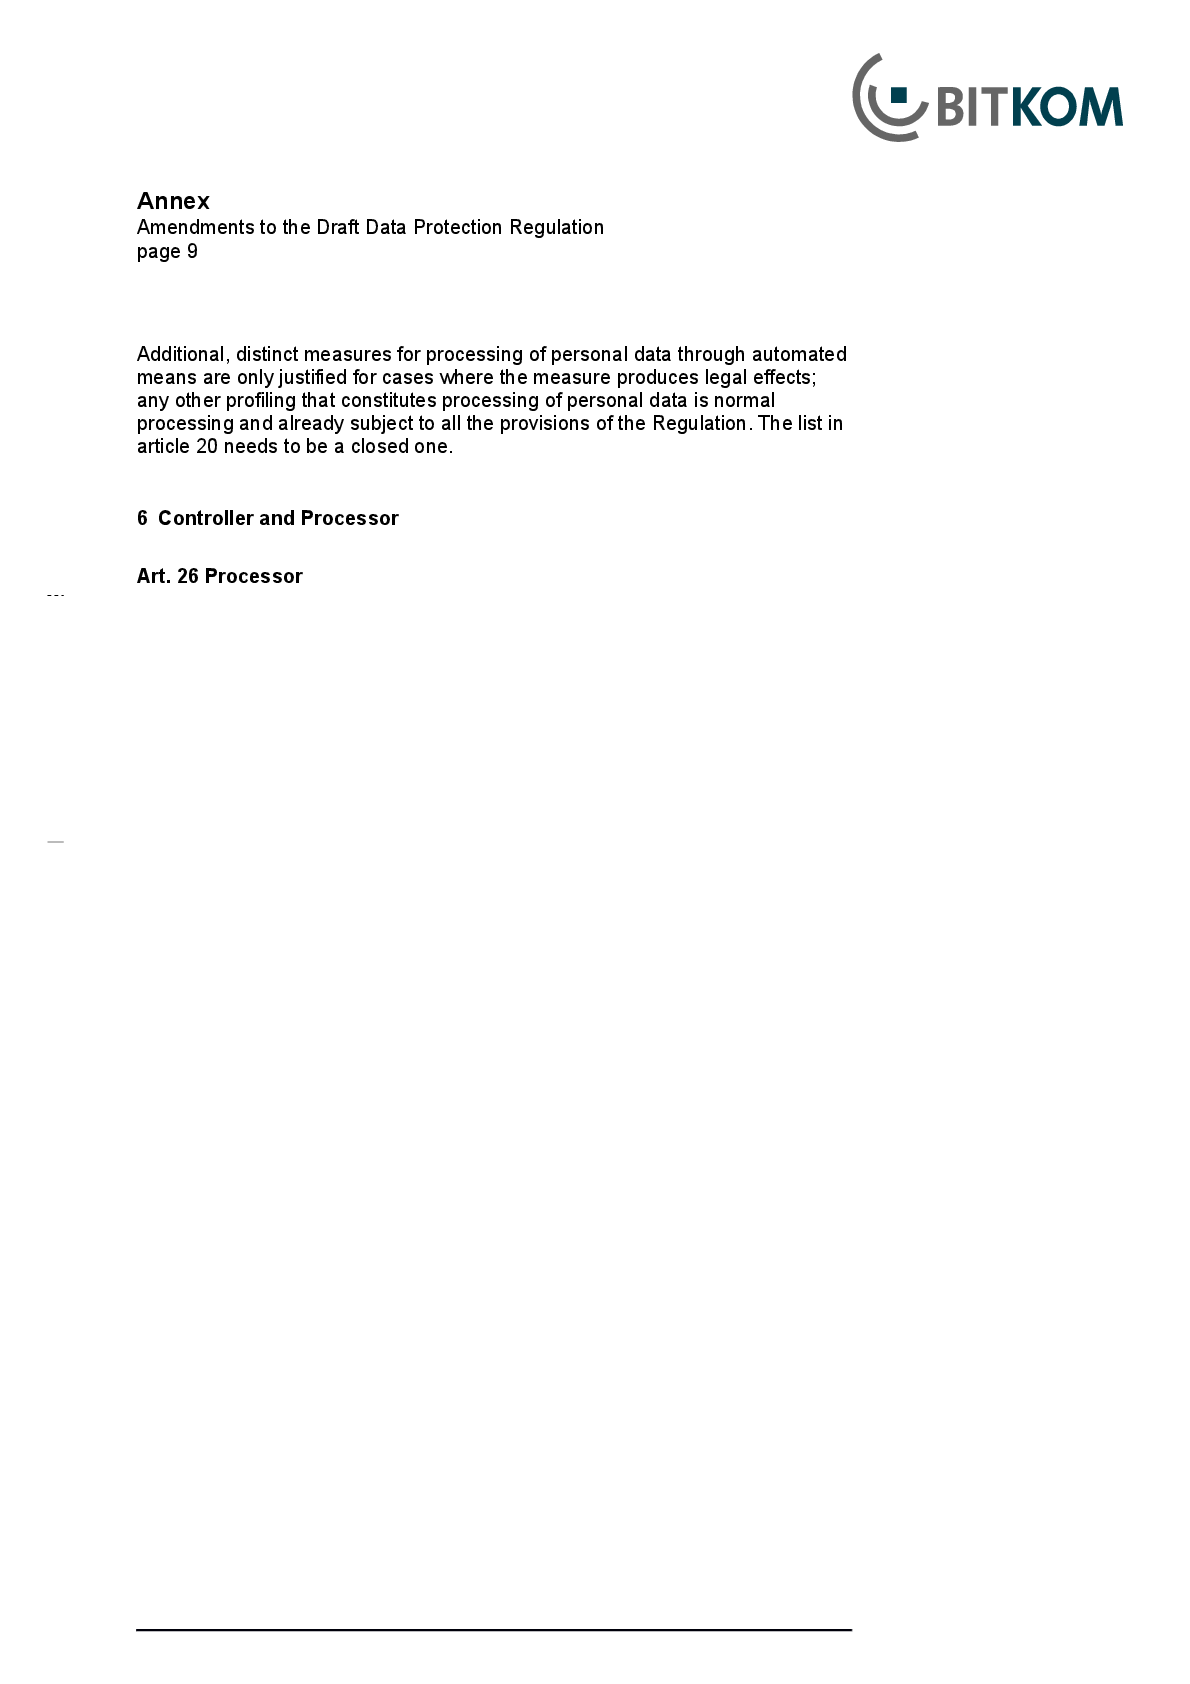 BITKOM
Annex
Amendments to the Draft Data Protection Regulation
page 9
Additional, distinct measures for processing of personal data through automated
means are only justified for cases where the measure produces legal effects;
any other profiling that constitutes processing of personal data is normal
processing and already subject to all the provisions of the Regulation. The list in
article 20 needs to be a closed one.
6 Controller and Processor
Art. 26 Processor